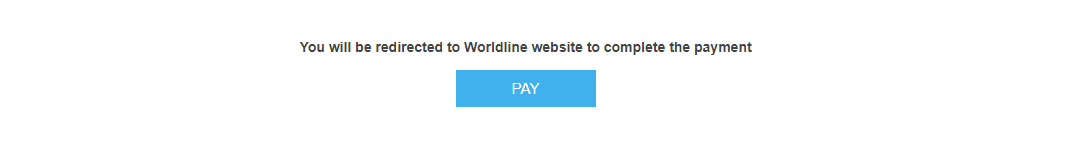 You will be redirected to Worldline website to complete the payment
PAY